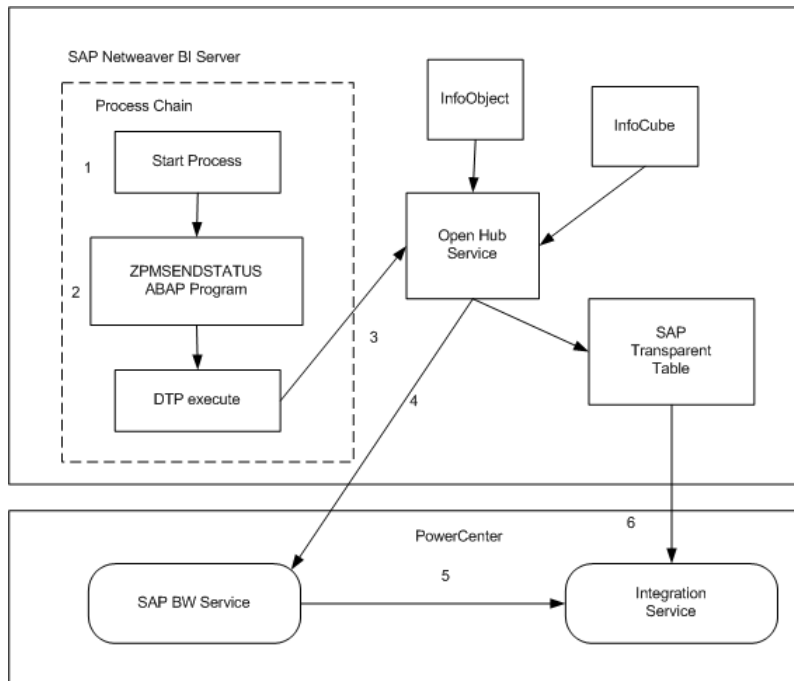 SAP Netweaver BI Server
Process Chain
1
Start Process
2
ZPMSENDSTATUS
ABAP Program
DTP execute
InfoObject
InfoCube
Open Hub
Service
3
SAP
Transparent
Table
4
PowerCenter
6
SAP BW Service
5
Integration
Service